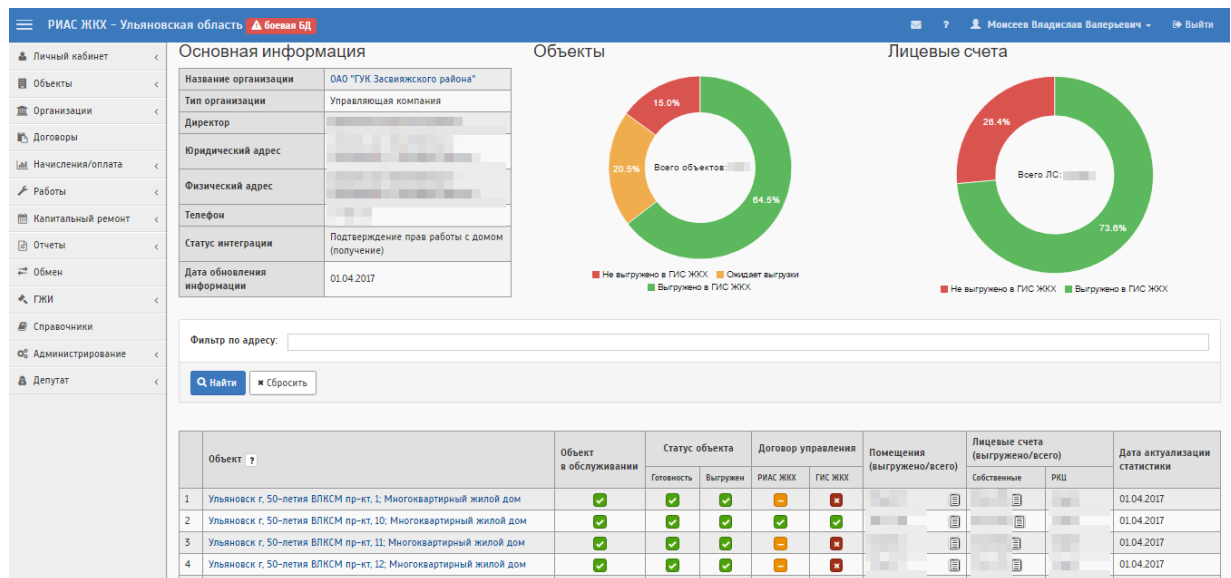 РИАС ЖКХ - Ульяновская область боевая БД
? Моисеев Владислав Валерьевич Выйти
Личный кабинет
Объекты
Организации
Договоры
Начисления/оплата
Работы
Капитальный ремонт
Отчеты
Обмен
ГЖИ
Справочники
Администрирование
Депутат
Основная информация
Название организации ОАО "ГУК Засвияжского района"
Тип организации Управляющая компания
Директор
Юридический адрес
Физический адрес
Телефон
Статус интеграции Подтверждение прав работы с домом
(получение)
Дата обновления
информации 01.04.2017
Объекты
15.0%
20.5%
64.5%
Всего объектов:
Не выгружено в ГИС ЖКХ Ожидает выгрузки
Выгружено в ГИС ЖКХ
Лицевые счета
26.4%
73.6%
Всего ЛС:
Не выгружено в ГИС ЖКХ Выгружено в ГИС ЖКХ
Фильтр по адресу:
Найти Сбросить
Объект ?
Объект
в обслуживании
Статус объекта
Готовность Выгружен
Договор управления
РИАС ЖКХ ГИС ЖКХ
Помещения
(выгружено/всего)
Лицевые счета
(выгружено/всего)
Собственные РКЦ
Дата актуализации
статистики
1 Ульяновск г, 50-летия ВЛКСМ пр-кт, 1; Многоквартирный жилой дом 01.04.2017
2 Ульяновск г, 50-летия ВЛКСМ пр-кт, 10; Многоквартирный жилой дом 01.04.2017
3 Ульяновск г, 50-летия ВЛКСМ пр-кт, 11; Многоквартирный жилой дом 01.04.2017
4 Ульяновск г, 50-летия ВЛКСМ пр-кт, 12; Многоквартирный жилой дом 01.04.2017